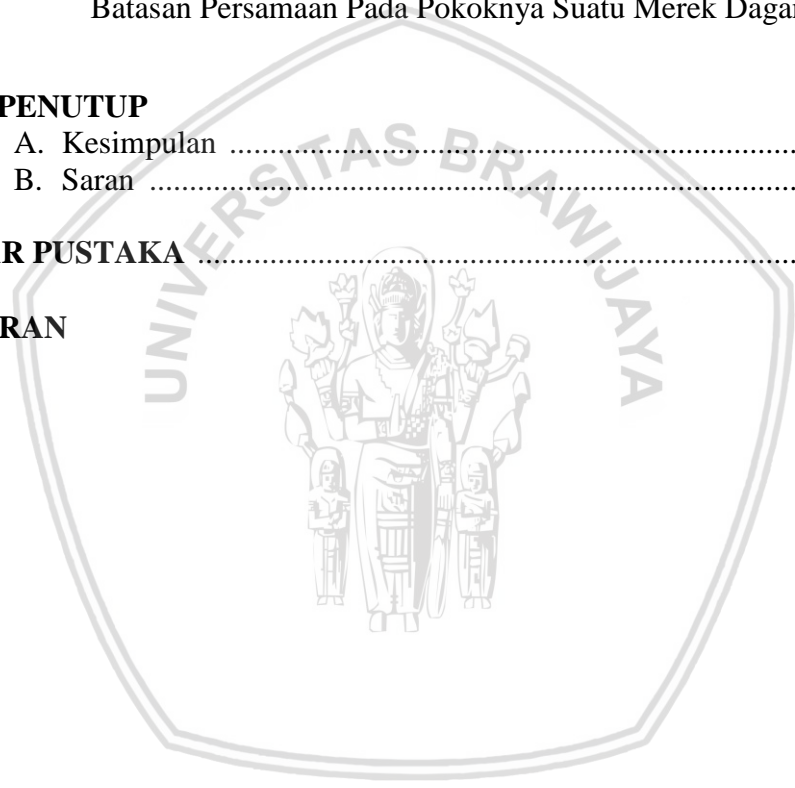 Batasan Persamaan Pada Pokoknya Suatu Merek Dagan
PENUTUP
A. Kesimpulan ........................................................................
B. Saran ..................................................................................
R PUSTAKA ...........................................................................
RAN
UNIVERSITAS BRAWIJAYA